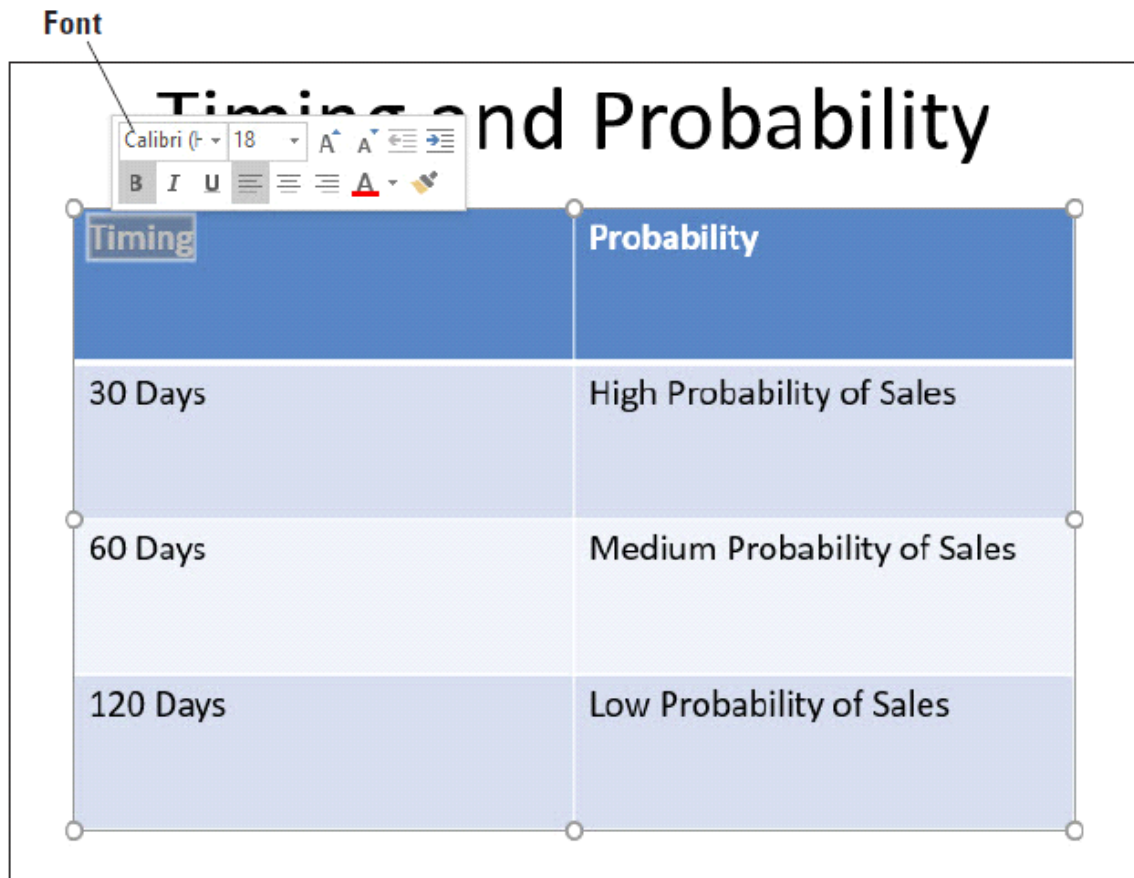 Font
Timing and Probability
Calibri (H 18 A A
B I U A
Timing Probability
30 Days High Probability of Sales
60 Days Medium Probability of Sales
120 Days Low Probability of Sales